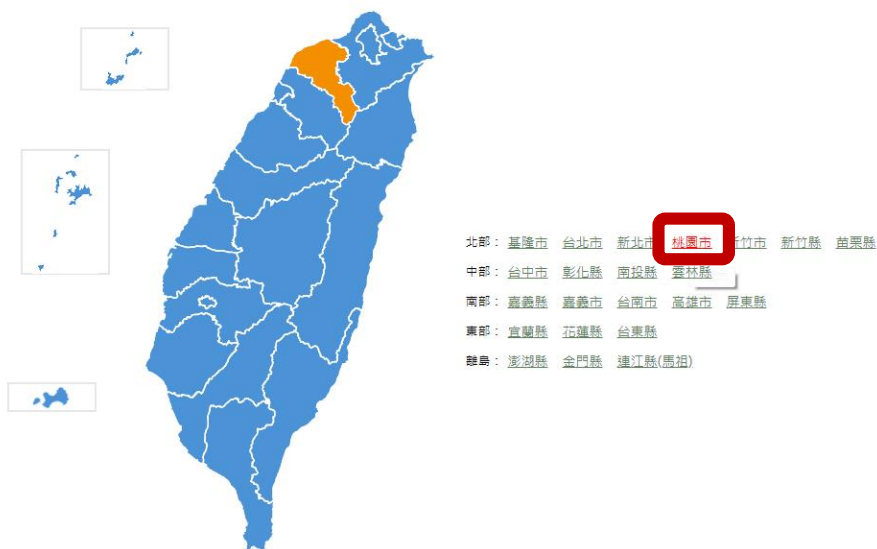 北部： 基隆市 台北市 新北市 桃園市 新竹市 新竹縣 苗栗縣
中部： 台中市 彰化縣 南投縣 雲林縣
南部： 嘉義縣 嘉義市 台南市 高雄市 屏東縣
東部： 宜蘭縣 花蓮縣 台東縣
離島： 澎湖縣 金門縣 連江縣(馬祖)